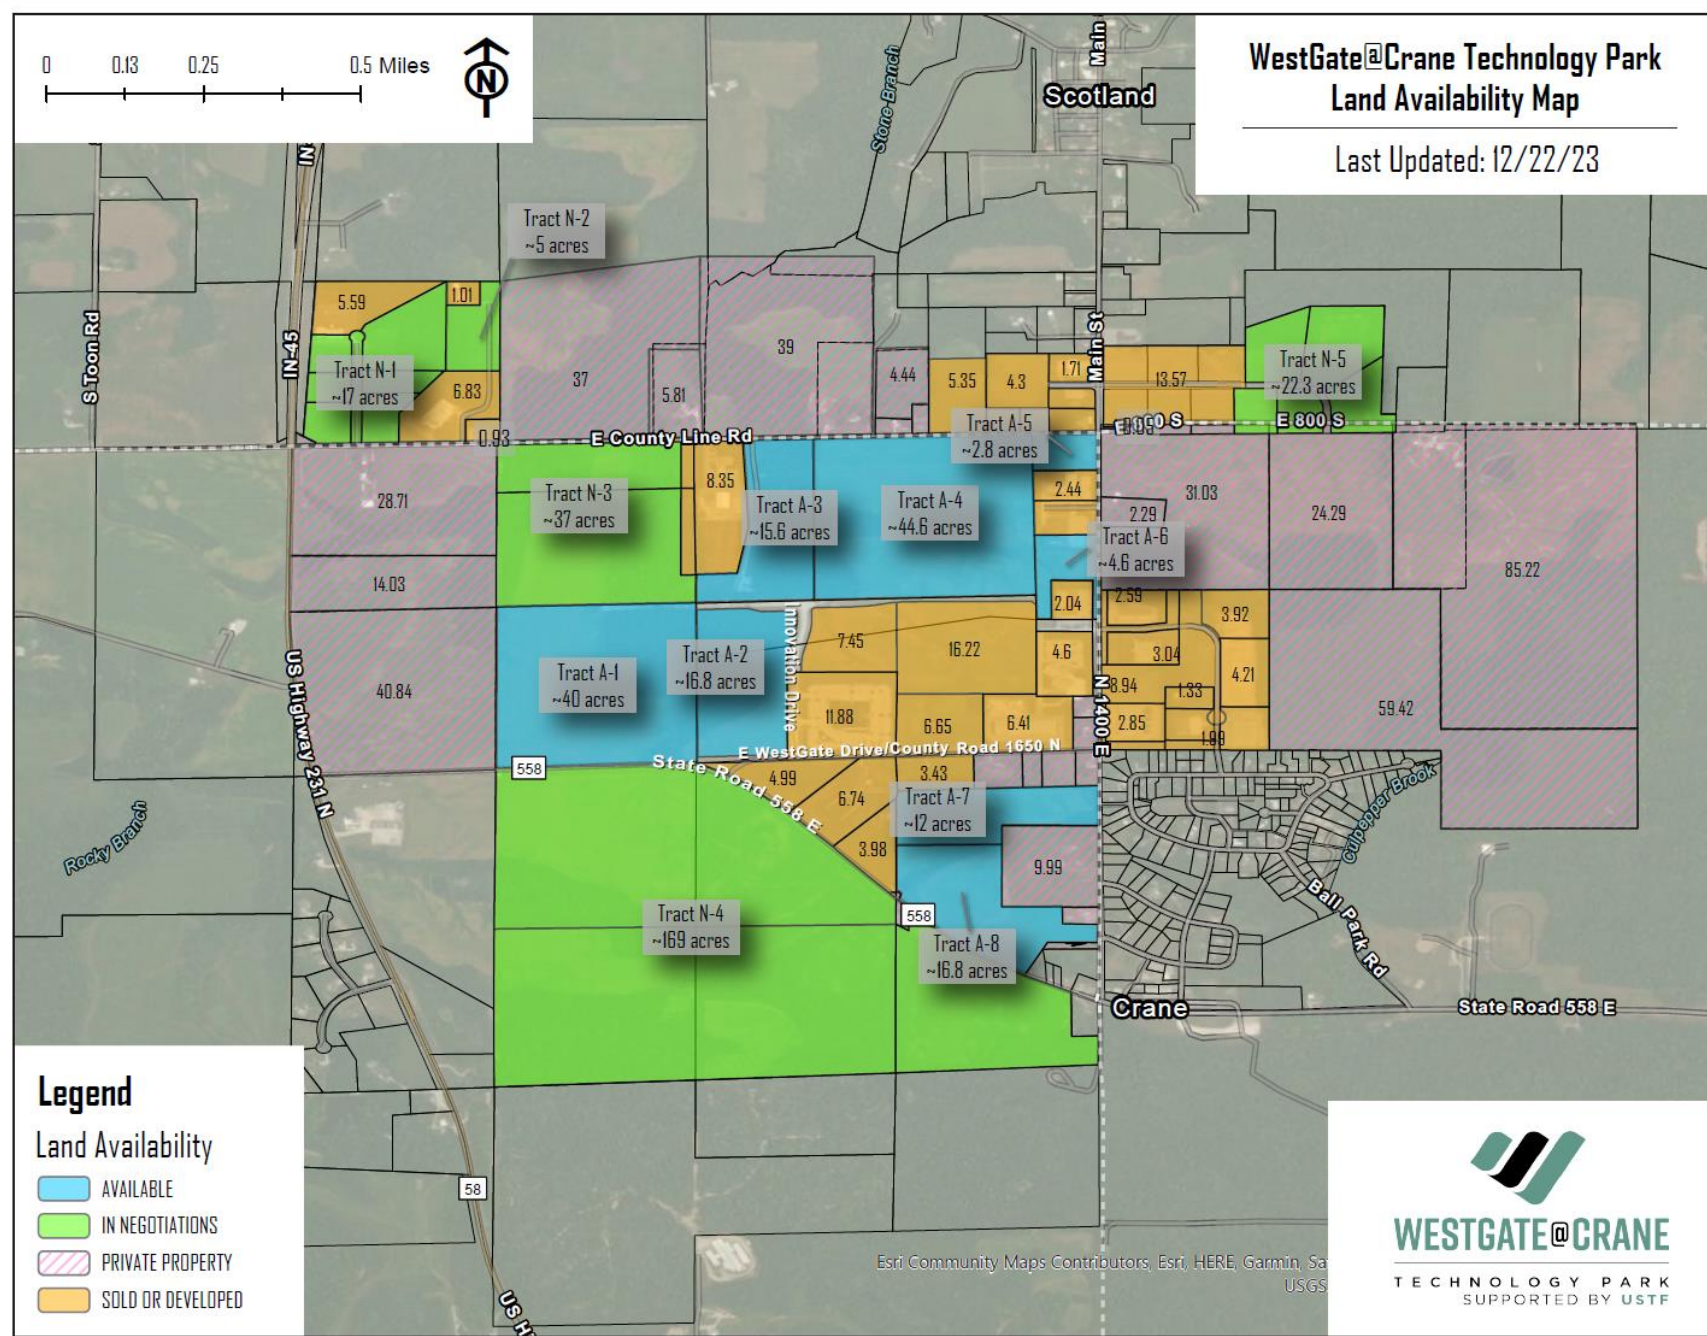 0 0.13 0.25 0.5 Miles
N
WestGate@Crane Technology Park
Land Availability Map
Last Updated: 12/22/23
Main
Scotland
Stone Branch
IN-45
S Toon Rd
Main St
Tract N-2
~5 acres
5.59
1.01
Tract N-1
~17 acres
6.83
0.93
37
5.81
39
4.44
5.35
4.3
1.71
13.57
Tract N-5
~22.3 acres
E County Line Rd
E 800 S
E 800 S
Tract A-5
~2.8 acres
28.71
14.03
40.84
Tract N-3
~37 acres
8.35
Tract A-3
~15.6 acres
Tract A-4
~44.6 acres
2.44
Tract A-6
~4.6 acres
2.04
31.03
2.29
24.29
85.22
59.42
2.59
3.92
3.04
4.21
8.94
1.33
2.85
1.89
Tract A-1
~40 acres
Tract A-2
~16.8 acres
Innovation Drive
7.45
16.22
4.6
11.88
6.65
6.41
N 1400 E
US Highway 231 N
558
E WestGate Drive/County Road 1650 N
State Road 558 E
4.99
6.74
3.43
3.98
Tract A-7
~12 acres
9.99
Rocky Branch
Culpepper Brook
Ball Park Rd
Tract N-4
~169 acres
558
Tract A-8
~16.8 acres
Crane
State Road 558 E
58
Legend
Land Availability
AVAILABLE
IN NEGOTIATIONS
PRIVATE PROPERTY
SOLD OR DEVELOPED
Esri Community Maps Contributors, Esri, HERE, Garmin,
USGS
WESTGATE@CRANE
TECHNOLOGY PARK
SUPPORTED BY USTF